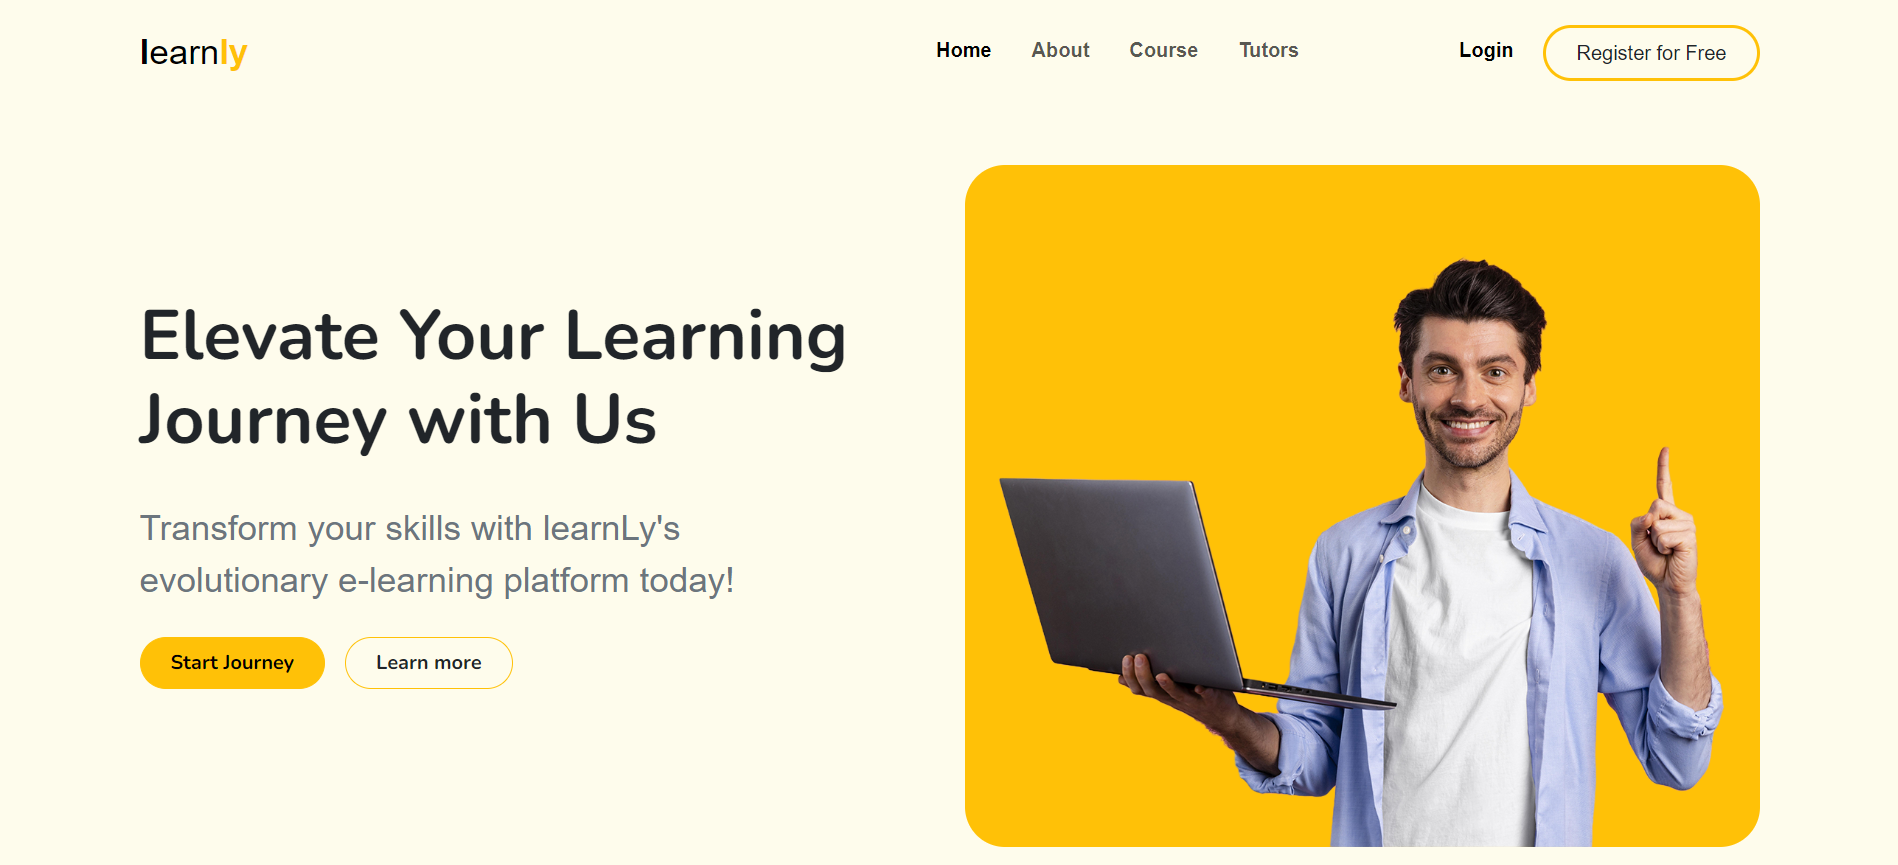 learnly
Home About Course Tutors Login Register for Free
Elevate Your Learning
Journey with Us
Transform your skills with learnLy's
evolutionary e-learning platform today!
Start Journey Learn more